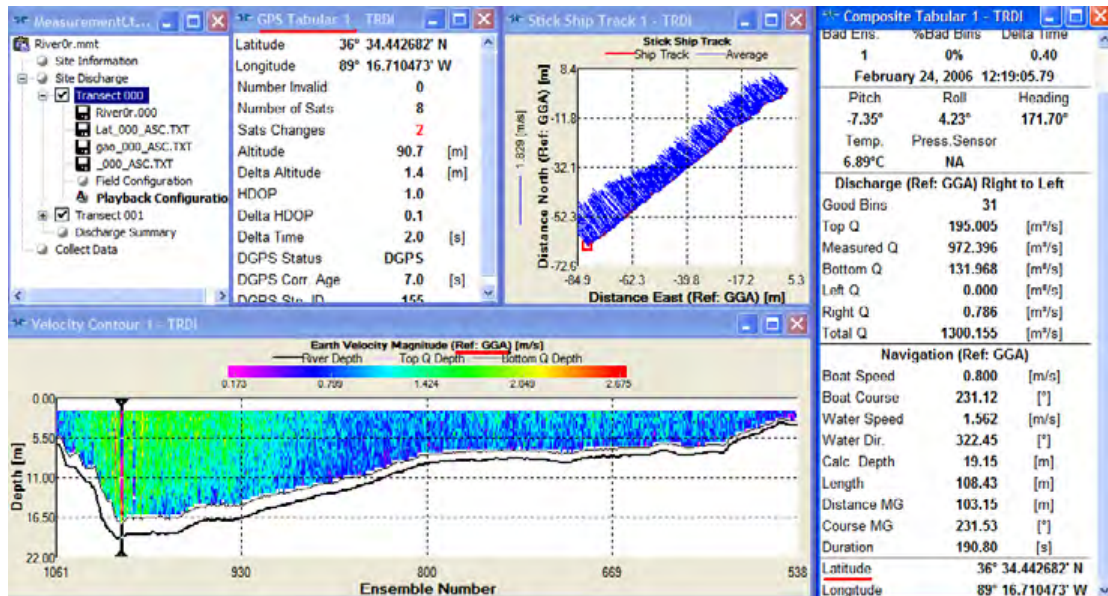 MeasurementCt...
River0r.mmt
Site Information
Site Discharge
Transect 000
River0r.000
Lat_000_ASC.TXT
gao_000_ASC.TXT
_000_ASC.TXT
Field Configuration
Playback Configuratio
Transect 001
Discharge Summary
Collect Data
GPS Tabular 1 - TRDI
Latitude 36° 34.442682' N
Longitude 89° 16.710473' W
Number Invalid 0
Number of Sats 8
Sats Changes 2
Altitude 90.7 [m]
Delta Altitude 1.4 [m]
HDOP 1.0
Delta HDOP 0.1
Delta Time 2.0 [s]
DGPS Status DGPS
DGPS Corr. Age 7.0 [s]
DGPS Stn. ID 155
Stick Ship Track 1 - TRDI
Stick Ship Track
Ship Track Average
1.829 [m/s]
Distance North (Ref: GGA) [m]
8.4
-11.8
-32.1
-52.3
-72.6
-84.9 -62.3 -39.8 -17.2 5.3
Distance East (Ref: GGA) [m]
Composite Tabular 1 - TRDI
Bad Ens. %Bad Bins Delta Time
1 0% 0.40
February 24, 2006 12:19:05.79
Pitch Roll Heading
-7.35° 4.23° 171.70°
Temp. Press.Sensor
6.89°C NA
Discharge (Ref: GGA) Right to Left
Good Bins 31
Top Q 195.005 [m³/s]
Measured Q 972.396 [m³/s]
Bottom Q 131.968 [m³/s]
Left Q 0.000 [m³/s]
Right Q 0.786 [m³/s]
Total Q 1300.155 [m³/s]
Navigation (Ref: GGA)
Boat Speed 0.800 [m/s]
Boat Course 231.12 [°]
Water Speed 1.562 [m/s]
Water Dir. 322.45 [°]
Calc. Depth 19.15 [m]
Length 108.43 [m]
Distance MG 103.15 [m]
Course MG 231.53 [°]
Duration 190.80 [s]
Latitude 36° 34.442682' N
Longitude 89° 16.710473' W
Velocity Contour 1 - TRDI
Earth Velocity Magnitude (Ref: GGA) [m/s]
River Depth Top Q Depth Bottom Q Depth
0.173 0.799 1.424 2.049 2.675
Depth [m]
0.00
5.50
11.00
16.50
22.00
1061 930 800 669 538
Ensemble Number